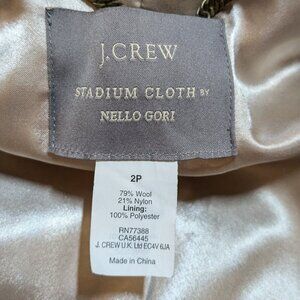 J.CREW
STADIUM CLOTH BY
NELLO GORI
2P
79% Wool
21% Nylon
Lining:
100% Polyester
RN77388
CA56445
J. CREW U.K. Ltd EC4V 6JA
Made in China